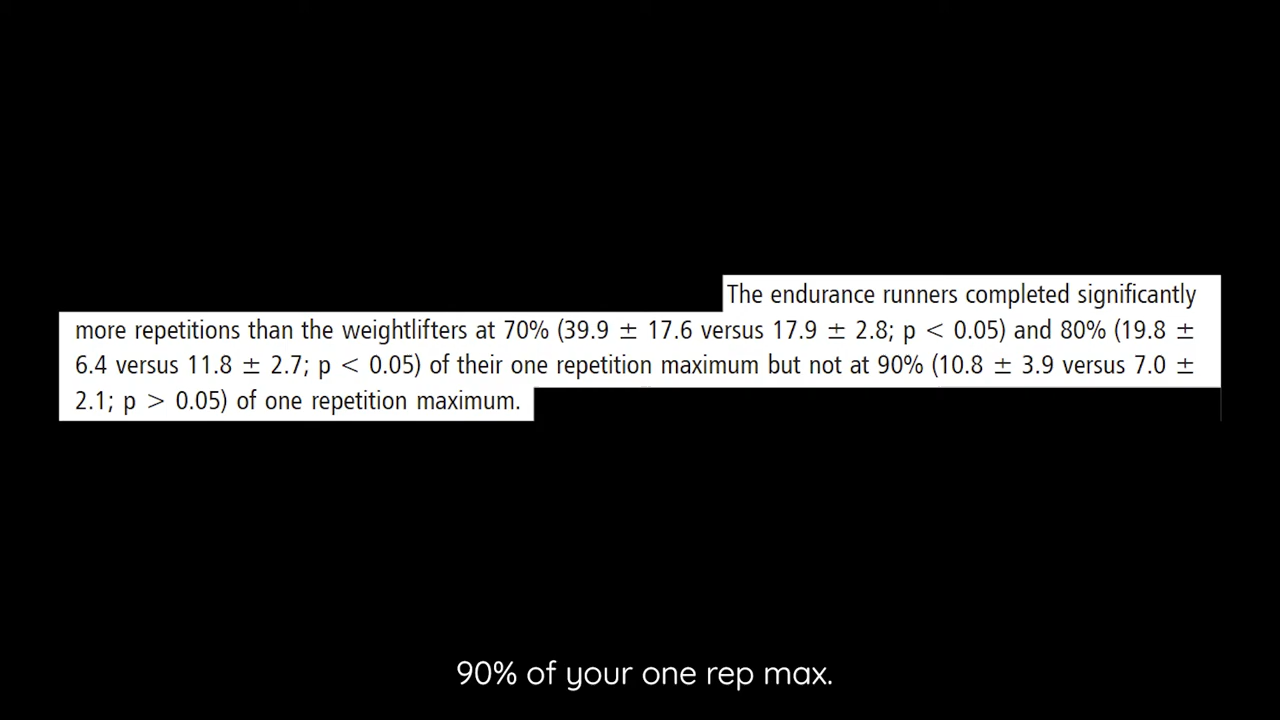 The endurance runners completed significantly
more repetitions than the weightlifters at 70% (39.9 ± 17.6 versus 17.9 ± 2.8; p < 0.05) and 80% (19.8 ±
6.4 versus 11.8 ± 2.7; p < 0.05) of their one repetition maximum but not at 90% (10.8 ± 3.9 versus 7.0 ±
2.1; p > 0.05) of one repetition maximum.
90% of your one rep max.